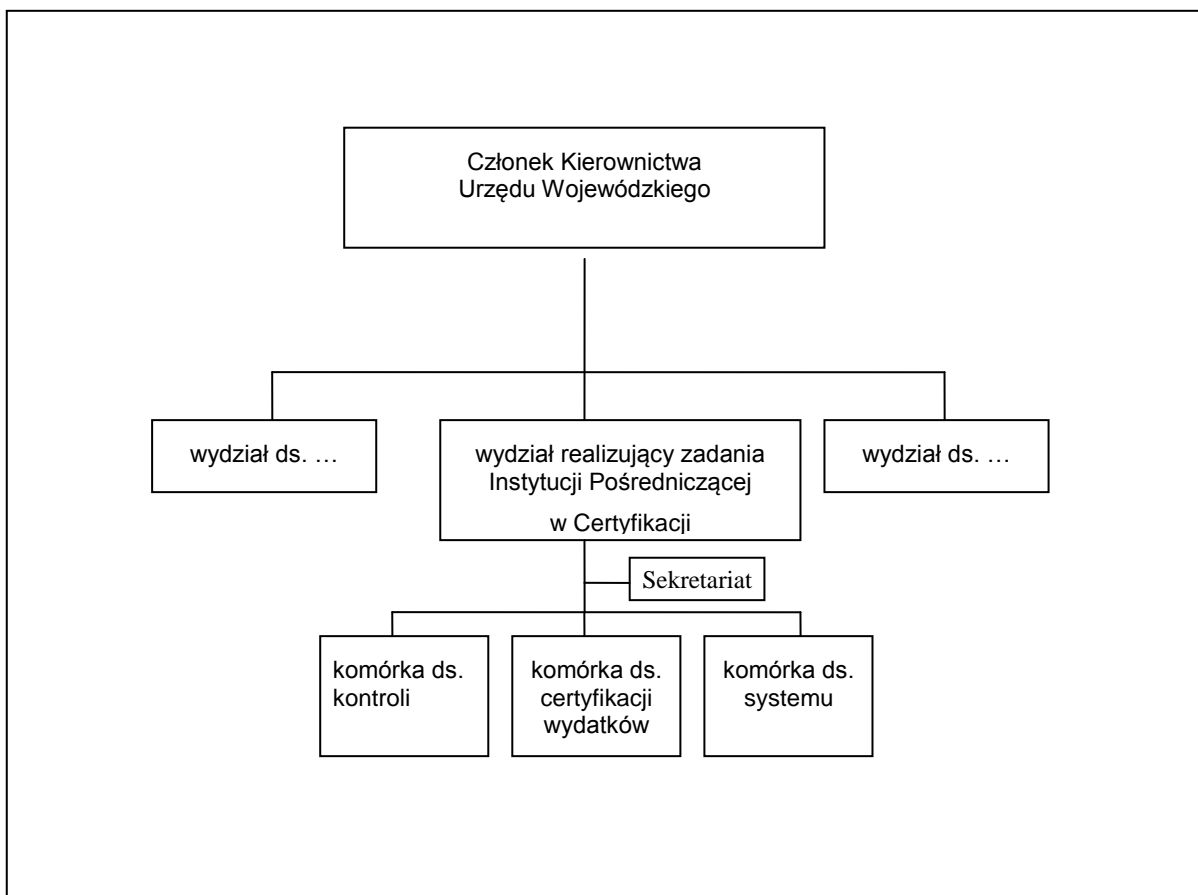 Członek Kierownictwa
Urzędu Wojewódzkiego
wydział ds. …
wydział realizujący zadania
Instytucji Pośredniczącej
w Certyfikacji
wydział ds. …
Sekretariat
komórka ds.
kontroli
komórka ds.
certyfikacji
wydatków
komórka ds.
systemu